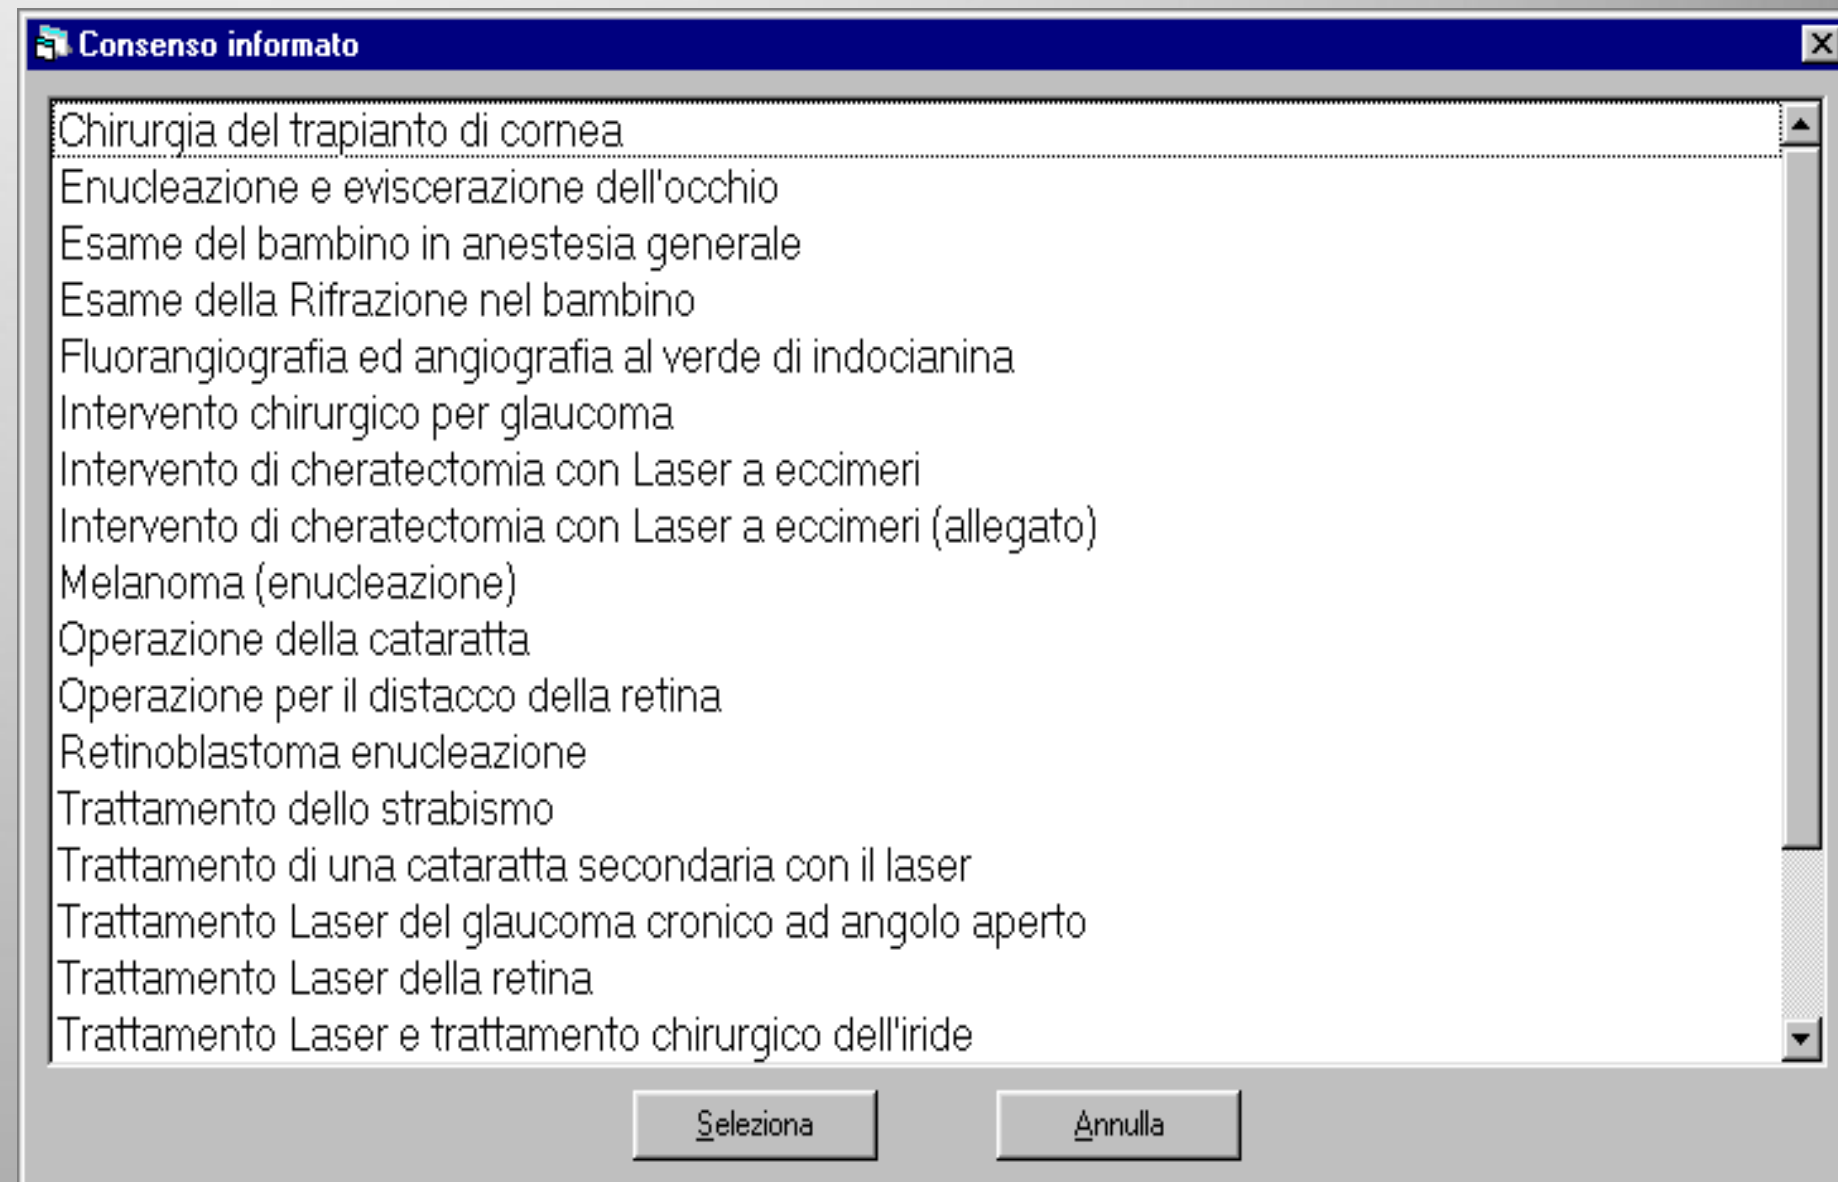 Consenso informato
Chirurgia del trapianto di cornea
Enucleazione e eviscerazione dell'occhio
Esame del bambino in anestesia generale
Esame della Rifrazione nel bambino
Fluorangiografia ed angiografia al verde di indocianina
Intervento chirurgico per glaucoma
Intervento di cheratectomia con Laser a eccimeri
Intervento di cheratectomia con Laser a eccimeri (allegato)
Melanoma (enucleazione)
Operazione della cataratta
Operazione per il distacco della retina
Retinoblastoma enucleazione
Trattamento dello strabismo
Trattamento di una cataratta secondaria con il laser
Trattamento Laser del glaucoma cronico ad angolo aperto
Trattamento Laser della retina
Trattamento Laser e trattamento chirurgico dell'iride
Seleziona Annulla